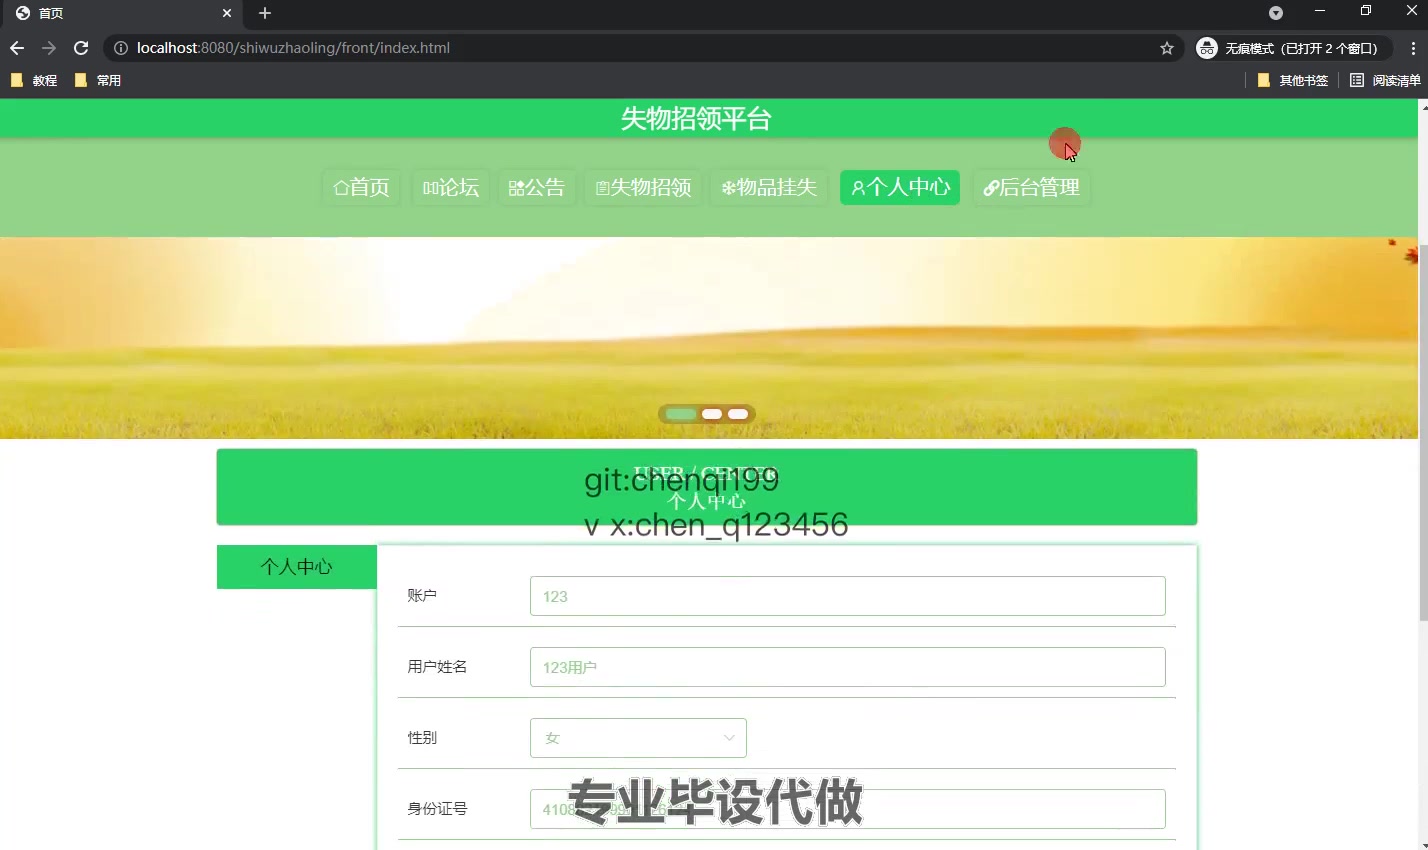 首页
localhost:8080/shiwuzhaoling/front/index.html
无痕模式（已打开 2 个窗口）
教程
常用
其他书签
阅读清单
失物招领平台
首页
论坛
公告
失物招领
物品挂失
个人中心
后台管理
USER / CENTER
git:chenqi199
个人中心
v x:chen_q123456
个人中心
账户
123
用户姓名
123用户
性别
女
身份证号
专业毕设代做